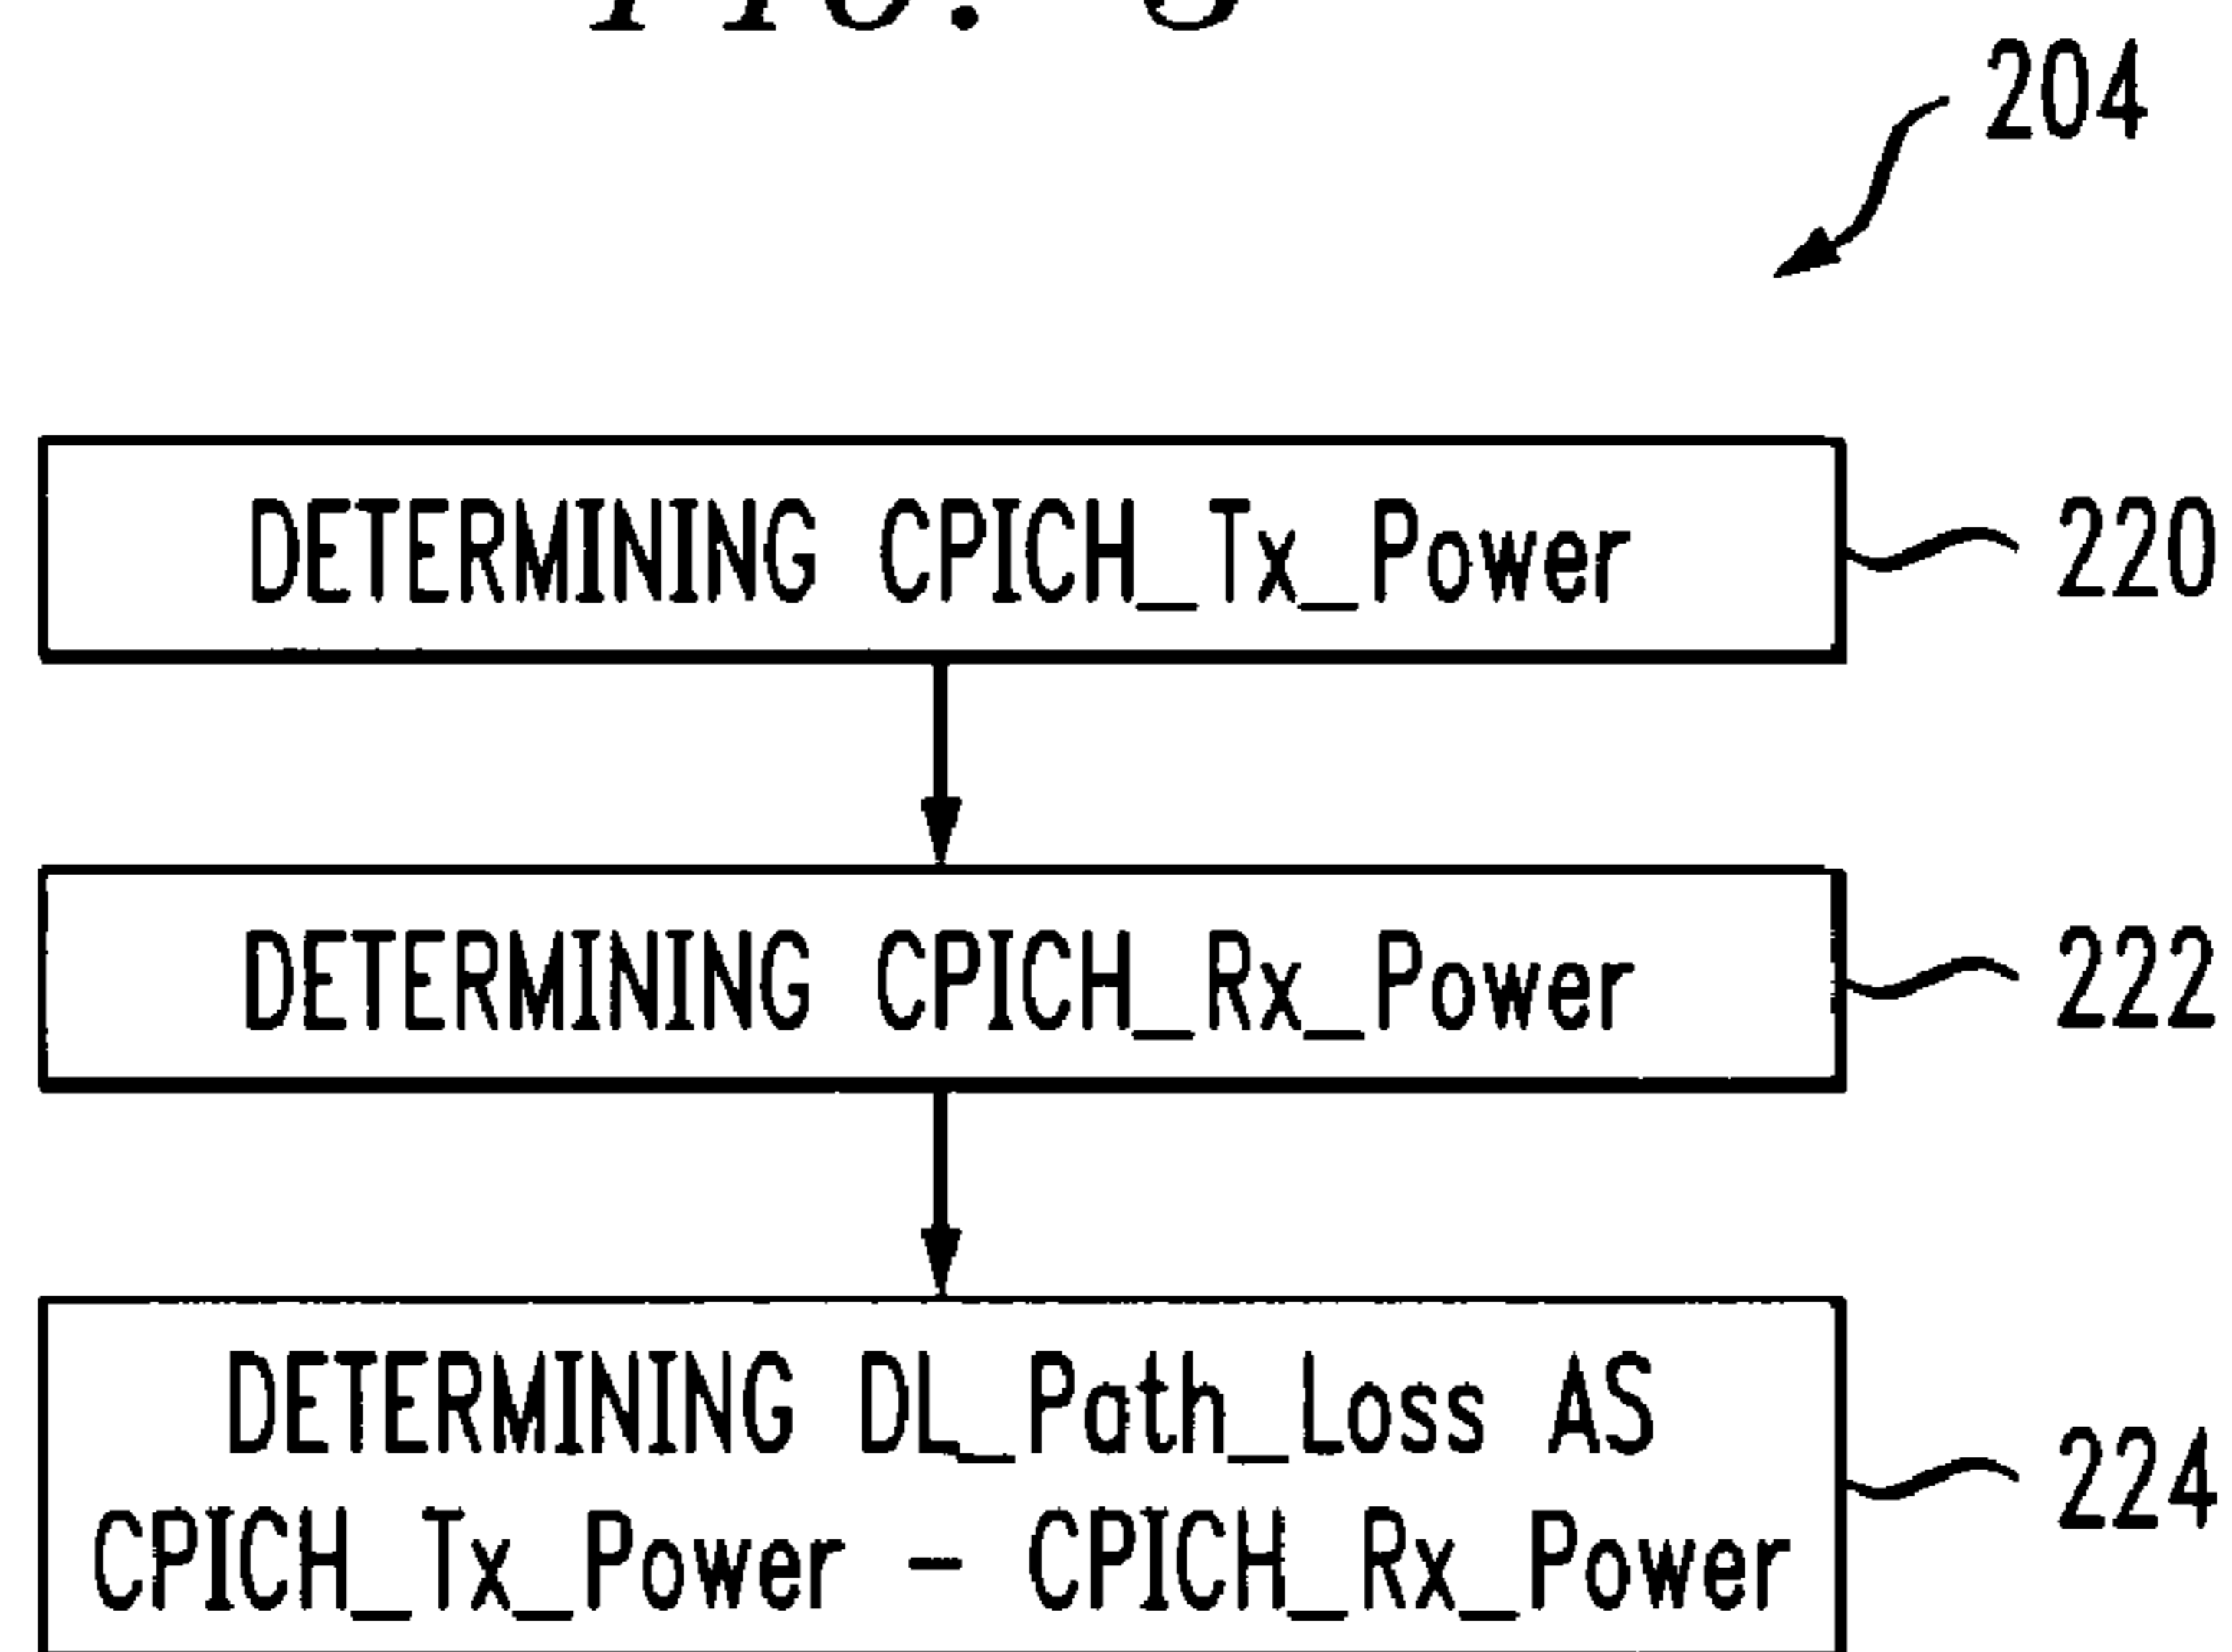 204
DETERMINING CPICH_Tx_Power
220
DETERMINING CPICH_Rx_Power
222
DETERMINING DL_Path_Loss AS
CPICH_Tx_Power - CPICH_Rx_Power
224